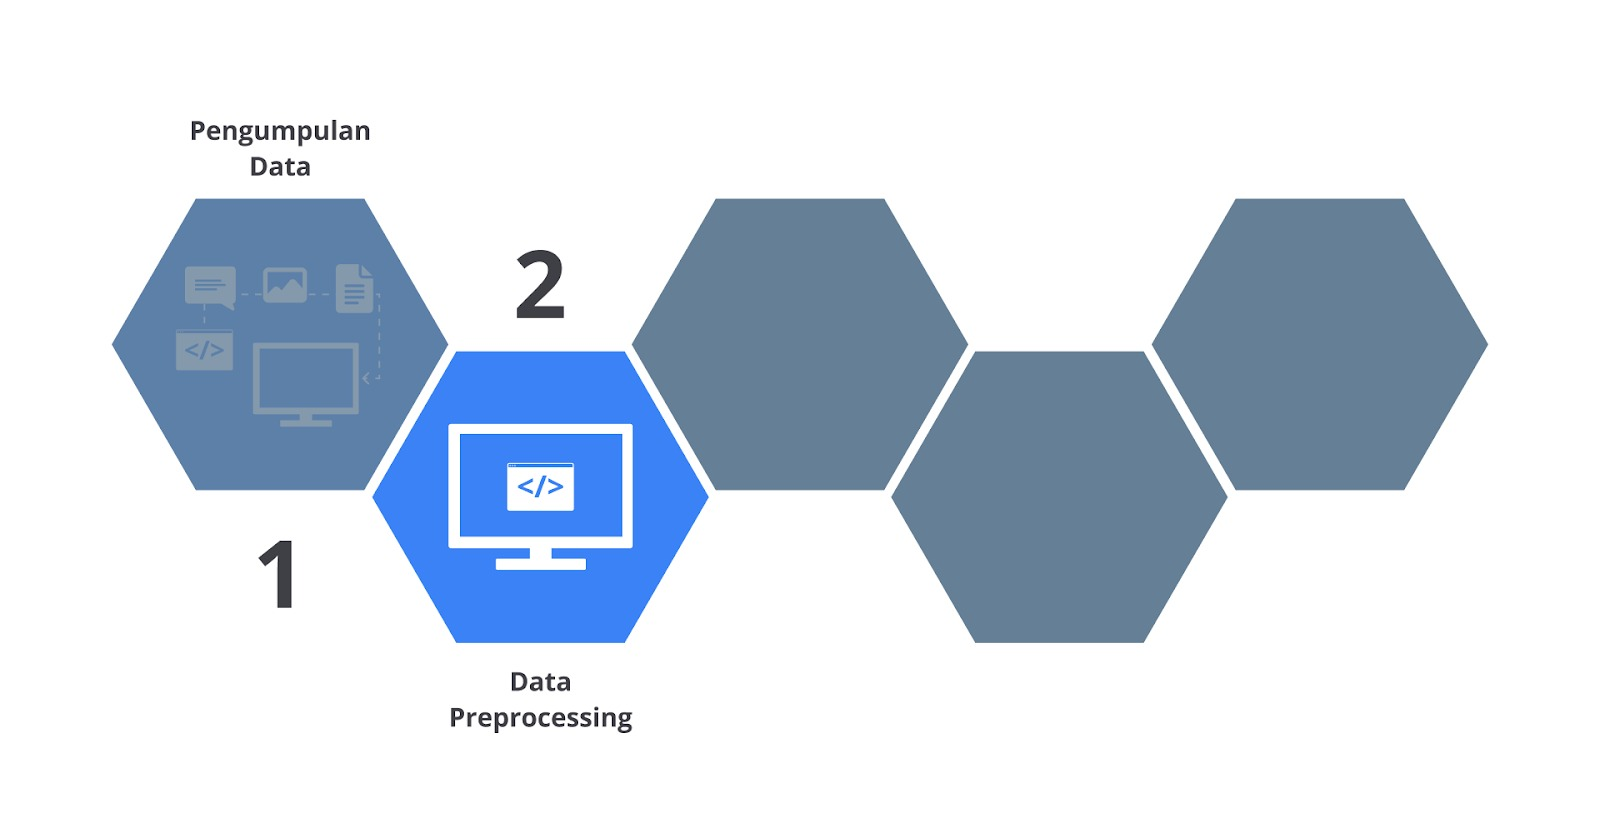 Pengumpulan
Data
1
2
</>
</>
Data
Preprocessing